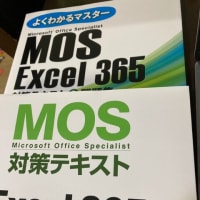 よくわかるマスター
Microsoft Office Specialist
MOS
Excel 365
MOS
Microsoft Office Specialist
対策テキスト